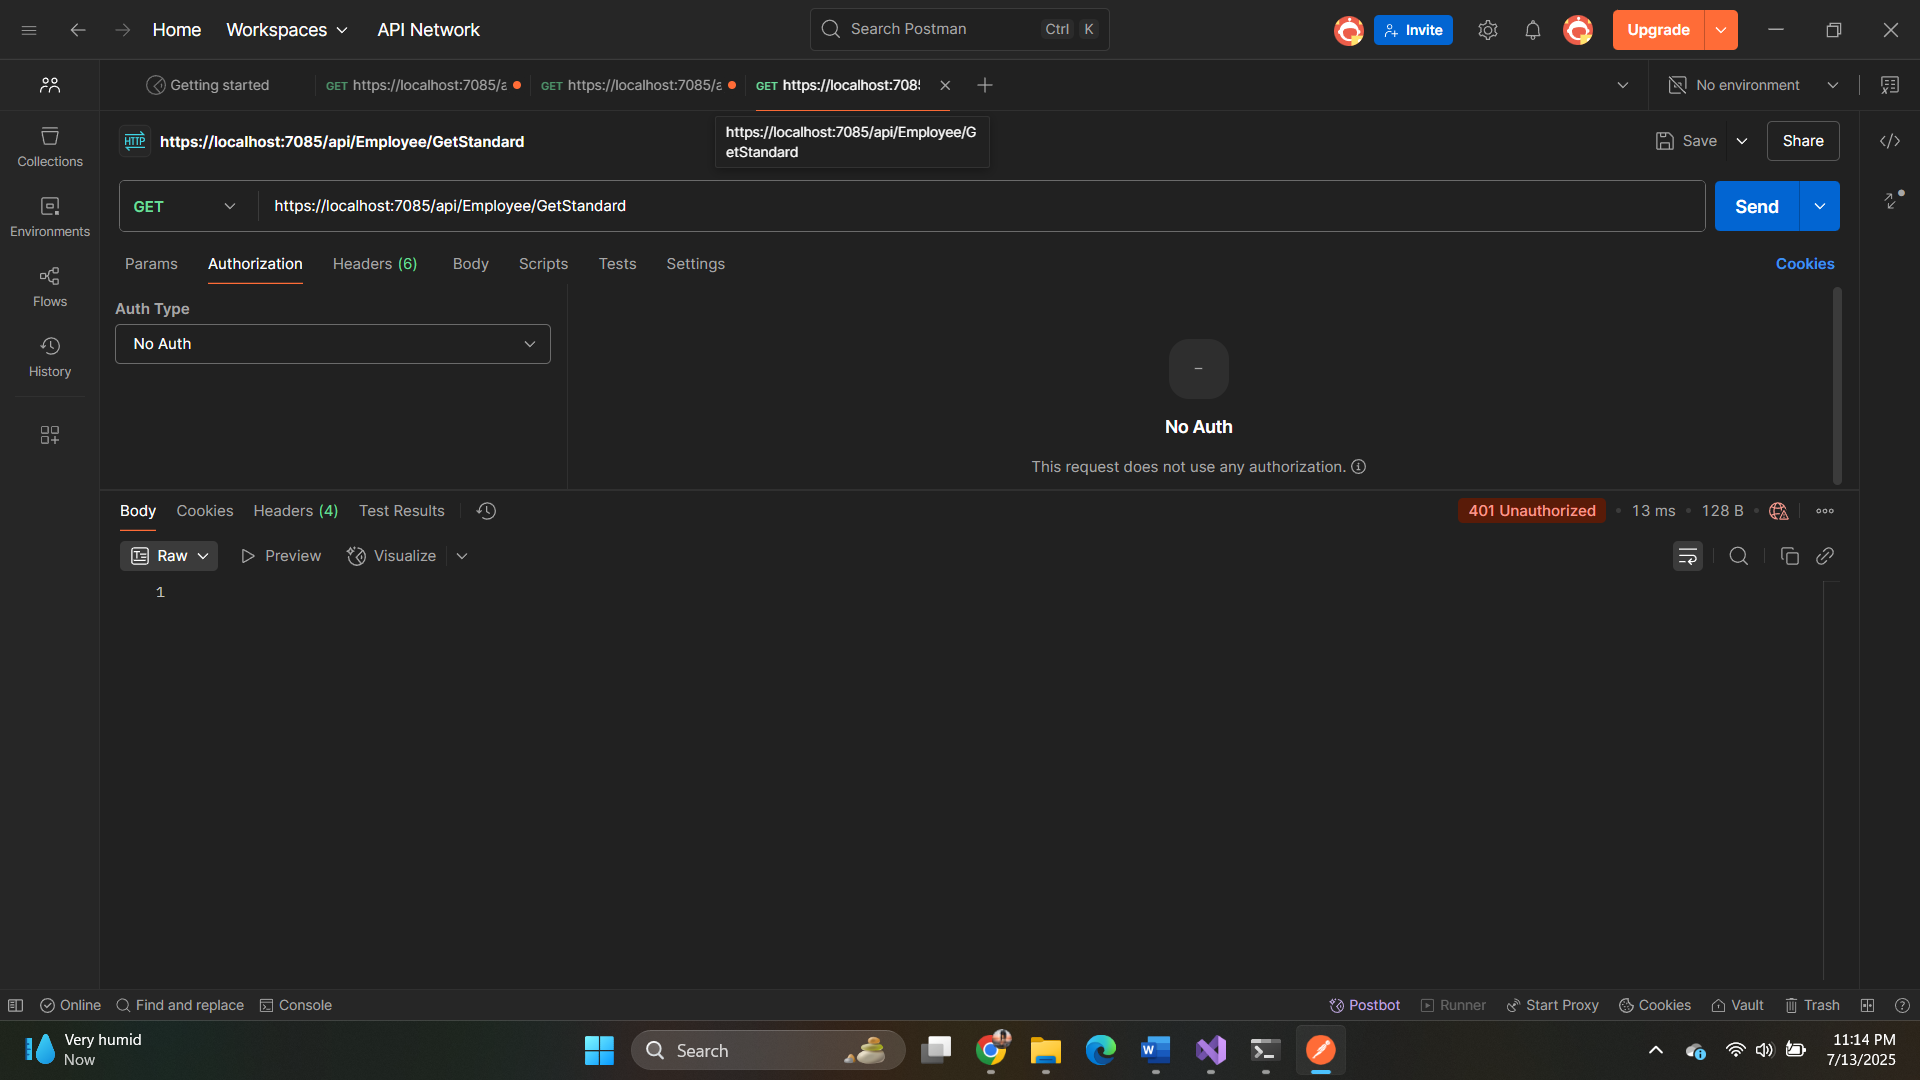 Home Workspaces API Network Search Postman Ctrl K Invite Upgrade
Getting started GET https://localhost:7085/a GET https://localhost:7085/a GET https://localhost:708 No environment
HTTP https://localhost:7085/api/Employee/GetStandard Save Share
https://localhost:7085/api/Employee/G
etStandard
Collections
GET https://localhost:7085/api/Employee/GetStandard Send
Environments
Params Authorization Headers (6) Body Scripts Tests Settings Cookies
Flows
Auth Type
No Auth
History
No Auth
This request does not use any authorization.
Body Cookies Headers (4) Test Results 401 Unauthorized 13 ms 128 B
Raw Preview Visualize
1
Online Find and replace Console Postbot Runner Start Proxy Cookies Vault Trash
Very humid
Now
Search
11:14 PM
7/13/2025